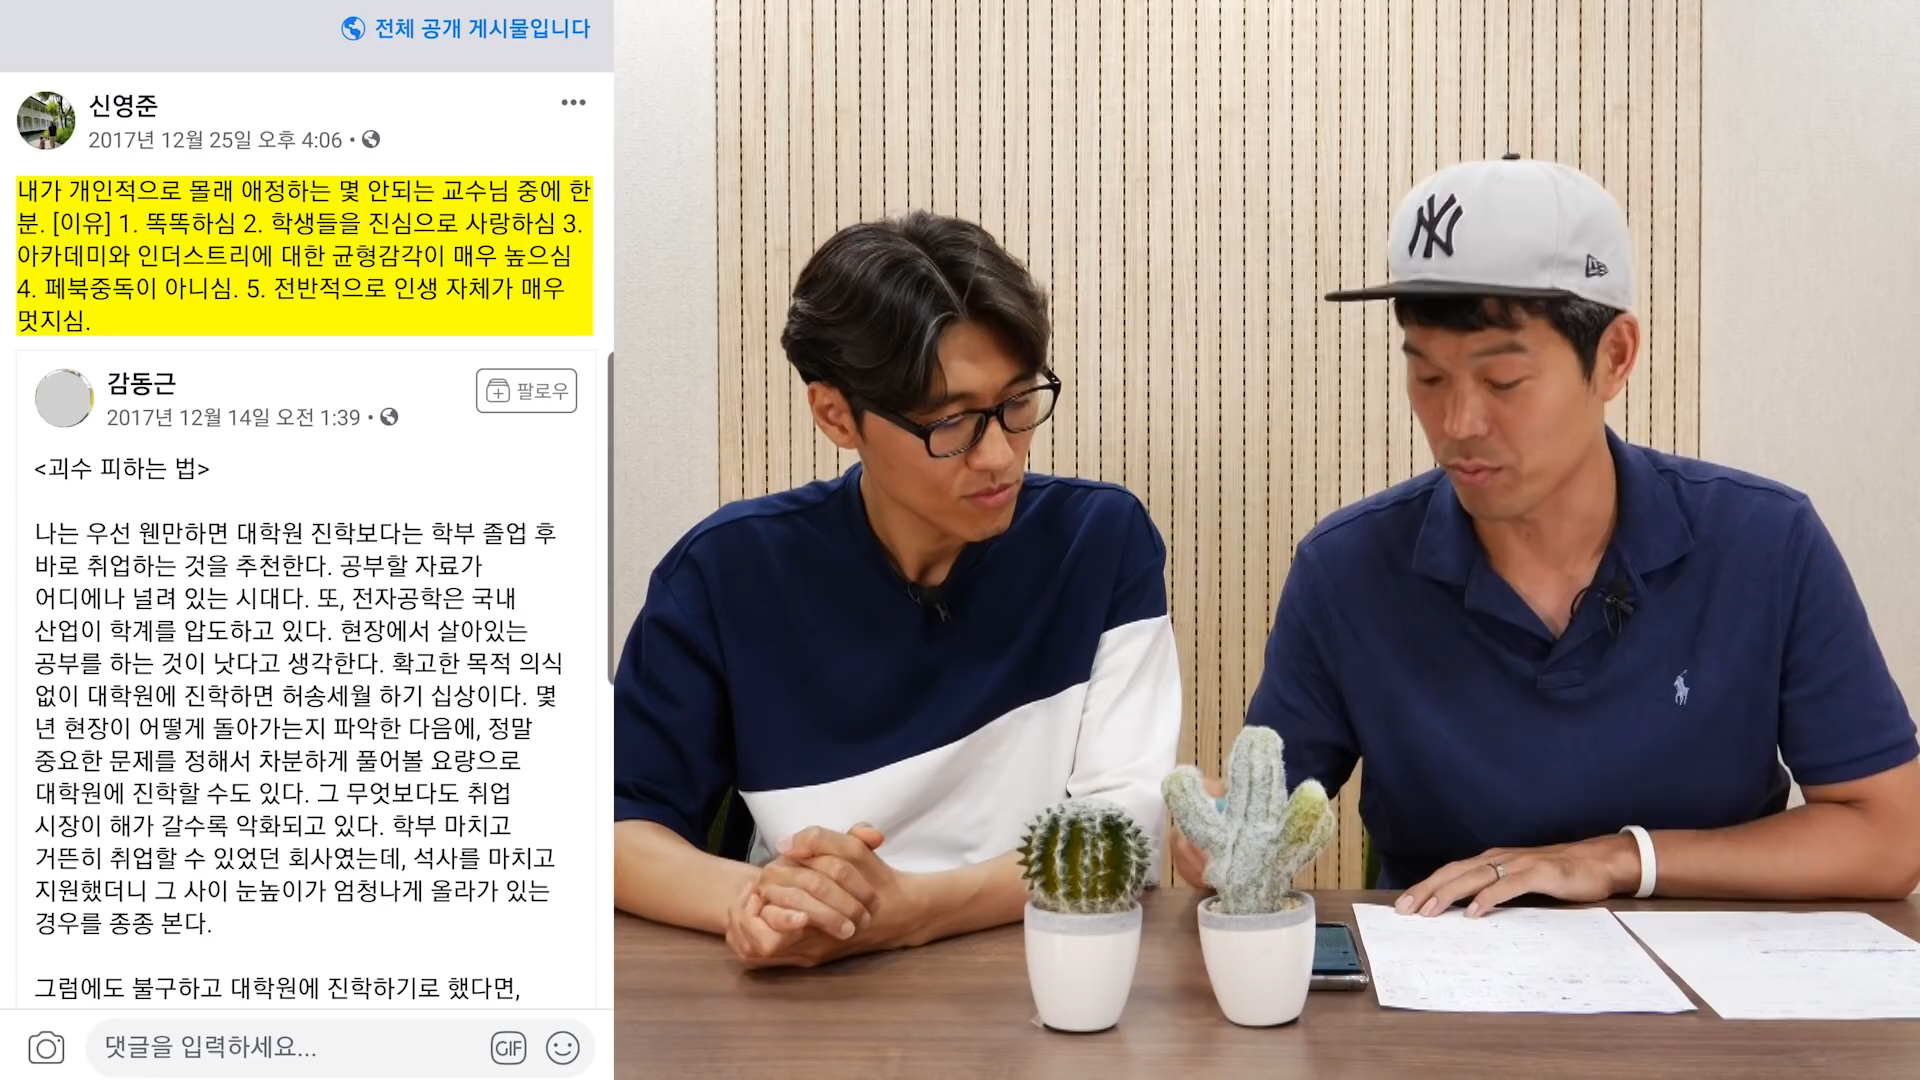 전체 공개 게시물입니다
신영준
2017년 12월 25일 오후 4:06
내가 개인적으로 몰래 애정하는 몇 안되는 교수님 중에 한
분. [이유] 1. 똑똑하심 2. 학생들을 진심으로 사랑하심 3.
아카데미와 인더스트리에 대한 균형감각이 매우 높으심
4. 페북중독이 아니심. 5. 전반적으로 인생 자체가 매우
멋지심.
감동근
팔로우
2017년 12월 14일 오전 1:39
<괴수 피하는 법>
나는 우선 웬만하면 대학원 진학보다는 학부 졸업 후
바로 취업하는 것을 추천한다. 공부할 자료가
어디에나 널려 있는 시대다. 또, 전자공학은 국내
산업이 학계를 압도하고 있다. 현장에서 살아있는
공부를 하는 것이 낫다고 생각한다. 확고한 목적 의식
없이 대학원에 진학하면 허송세월 하기 십상이다. 몇
년 현장이 어떻게 돌아가는지 파악한 다음에, 정말
중요한 문제를 정해서 차분하게 풀어볼 요량으로
대학원에 진학할 수도 있다. 그 무엇보다도 취업
시장이 해가 갈수록 악화되고 있다. 학부 마치고
거뜬히 취업할 수 있었던 회사였는데, 석사를 마치고
지원했더니 그 사이 눈높이가 엄청나게 올라가 있는
경우를 종종 본다.
그럼에도 불구하고 대학원에 진학하기로 했다면,
댓글을 입력하세요...
GIF
NY